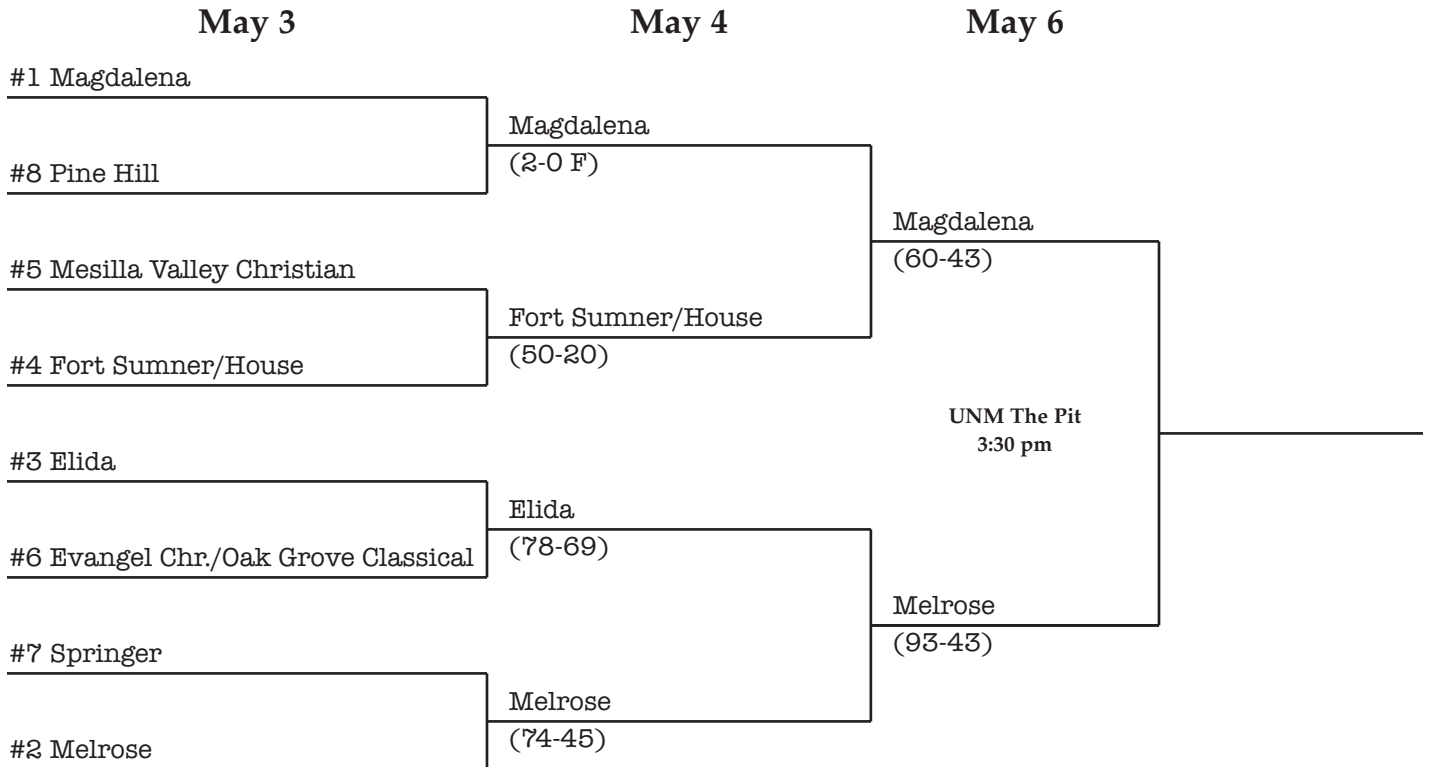 May 3
May 4
May 6
#1 Magdalena
#8 Pine Hill
#5 Mesilla Valley Christian
#4 Fort Sumner/House
#3 Elida
#6 Evangel Chr./Oak Grove Classical
#7 Springer
#2 Melrose
Magdalena
(2-0 F)
Fort Sumner/House
(50-20)
Elida
(78-69)
Melrose
(74-45)
Magdalena
(60-43)
Melrose
(93-43)
UNM The Pit
3:30 pm